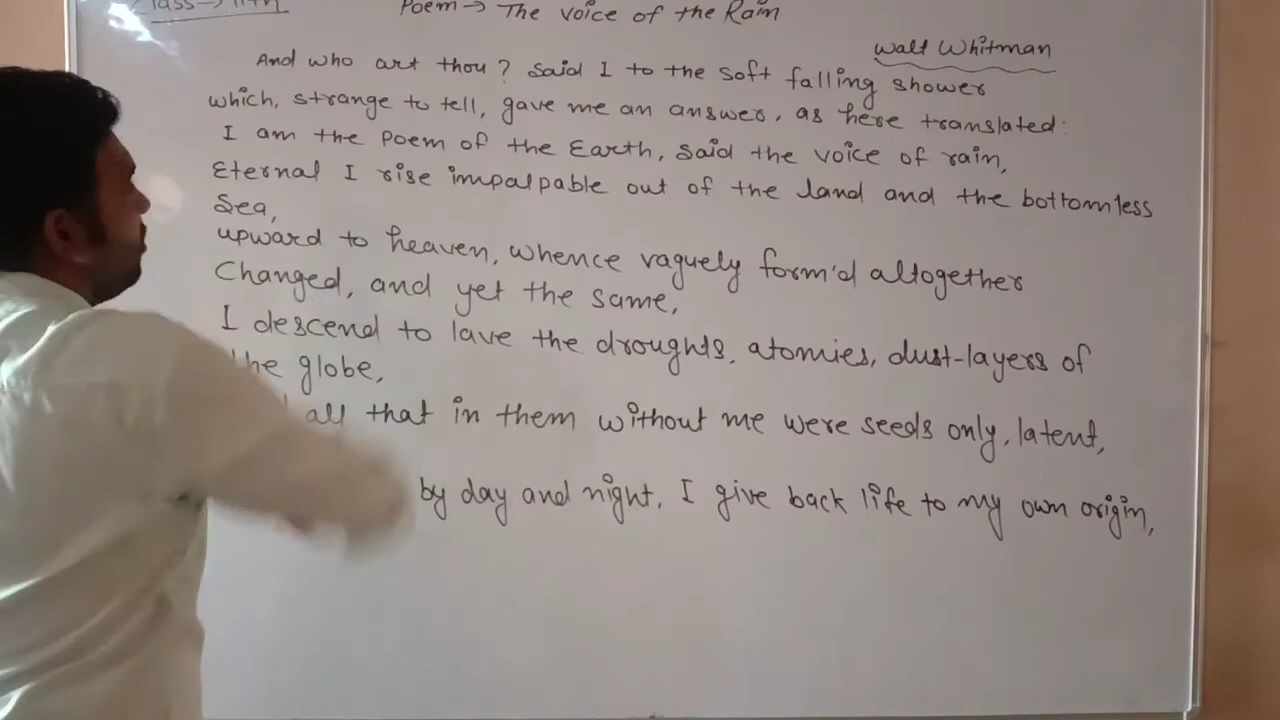 Class → 11th
Poem → The Voice of the Rain
Walt Whitman
And who art thou? Said I to the soft falling shower
which, strange to tell, gave me an answer, as here translated:
I am the Poem of the Earth, said the voice of rain,
Eternal I rise impalpable out of the land and the bottomless
Sea,
upward to heaven, whence vaguely form'd altogether
Changed, and yet the same,
I descend to lave the droughts, atomies, dust-layers of
the globe,
all that in them without me were seeds only, latent,
by day and night, I give back life to my own origin,